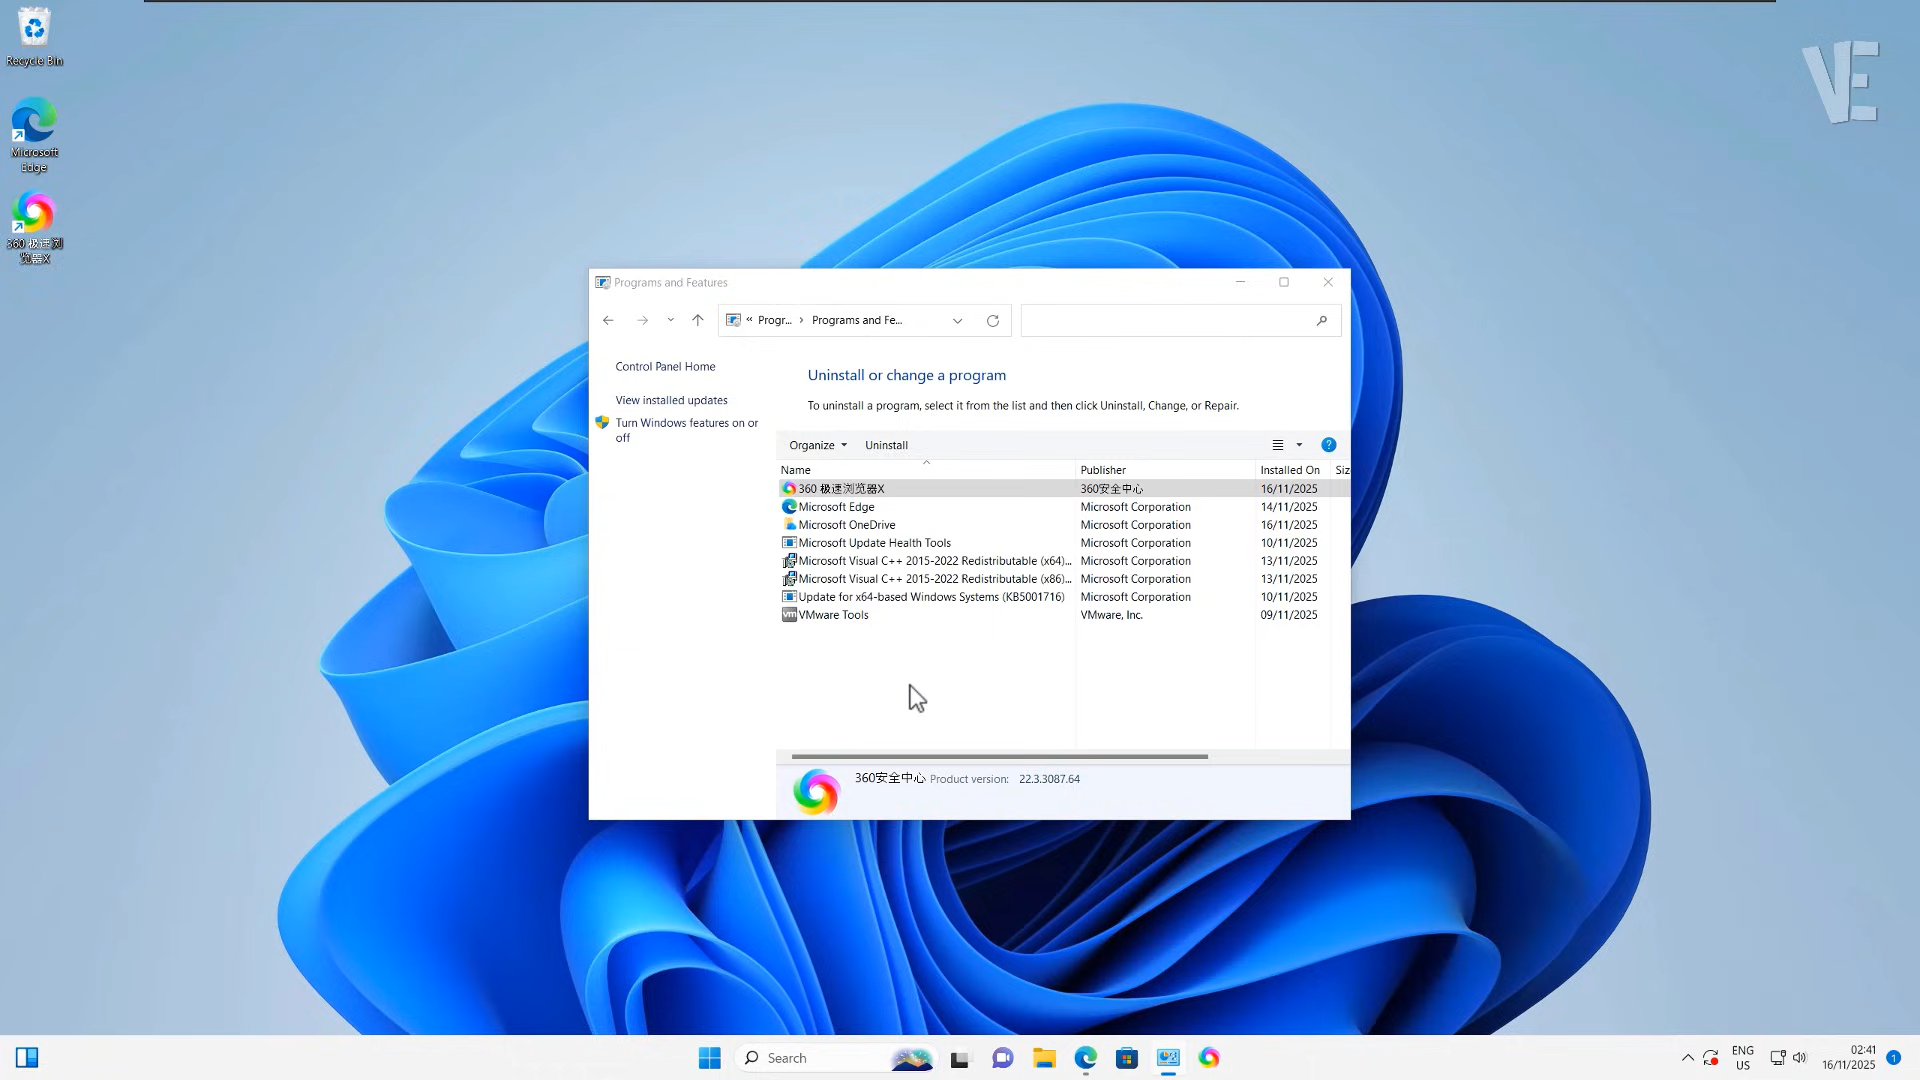 Recycle Bin
Microsoft
Edge
360 极速浏
览器X
VE
Programs and Features
« Progr... › Programs and Fe...
Control Panel Home
View installed updates
Turn Windows features on or
off
Uninstall or change a program
To uninstall a program, select it from the list and then click Uninstall, Change, or Repair.
Organize Uninstall ?
Name Publisher Installed On Siz
360 极速浏览器X 360安全中心 16/11/2025
Microsoft Edge Microsoft Corporation 14/11/2025
Microsoft OneDrive Microsoft Corporation 16/11/2025
Microsoft Update Health Tools Microsoft Corporation 10/11/2025
Microsoft Visual C++ 2015-2022 Redistributable (x64)... Microsoft Corporation 13/11/2025
Microsoft Visual C++ 2015-2022 Redistributable (x86)... Microsoft Corporation 13/11/2025
Update for x64-based Windows Systems (KB5001716) Microsoft Corporation 10/11/2025
vm VMware Tools VMware, Inc. 09/11/2025
360安全中心 Product version: 22.3.3087.64
Search
ENG
US
02:41
16/11/2025
1